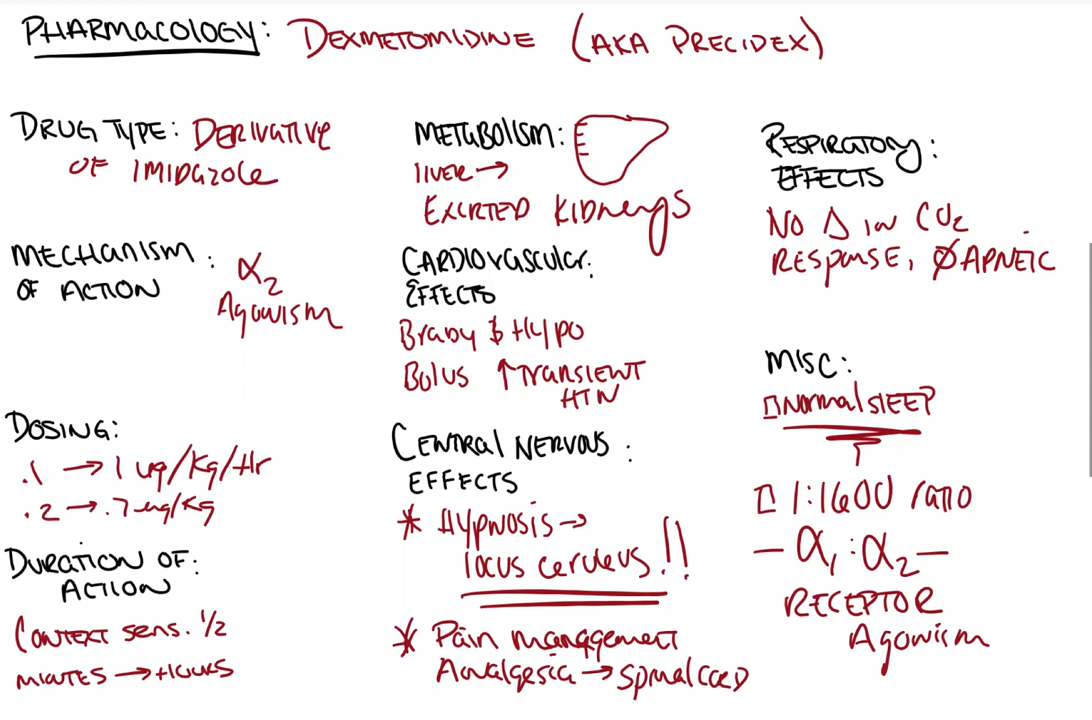 PHARMACOLOGY: DEXMETOMIDINE (AKA PRECIDEX)
DRUG TYPE: DERIVATIVE
OF IMIDAZOLE
MECHANISM
OF ACTION :
α2
Agonism
DOSING:
.1 → 1 ug/kg/Hr
.2 → .7 ug/kg
DURATION OF:
ACTION
CONTEXT sens. 1/2
MINTES → HOURS
METABOLISM:
LIVER →
EXCRTED KIDneys
CARDIOVascular:
EFFECTS
Brady $ Hypo
Bolus ↑ Transient
HTN
CENTRAL NERVOUS :
EFFECTS
* Hypnosis →
locus ceruleus!!
* Pain management
Analgesia → spinal cord
RESPIRATORY:
EFFECTS
NO Δ in CO2
RESPONSE, Ø APNEIC
MISC:
Normal SLEEP
1:1600 ratio
– α1 : α2 –
RECEPTOR
Agonism